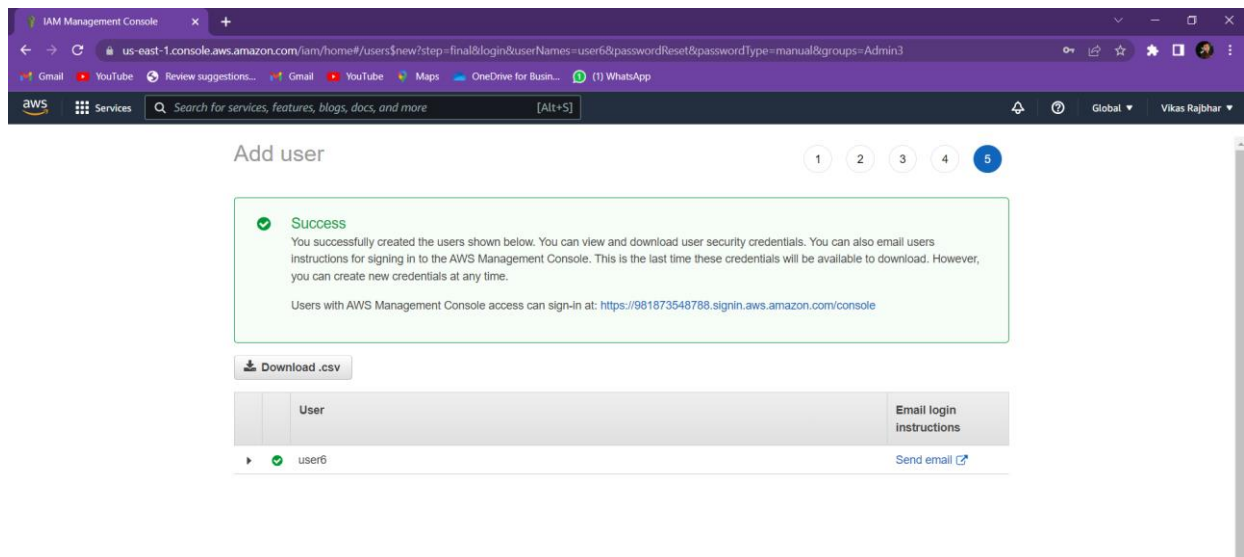 IAM Management Console
us-east-1.console.aws.amazon.com/iam/home#/users$new?step=final&login&userNames=user6&passwordReset&passwordType=manual&groups=Admin3
Gmail YouTube Review suggestions... Gmail YouTube Maps OneDrive for Busin... (1) WhatsApp
aws Services Search for services, features, blogs, docs, and more [Alt+S] Global Vikas Rajbhar
Add user 1 2 3 4 5
Success
You successfully created the users shown below. You can view and download user security credentials. You can also email users
instructions for signing in to the AWS Management Console. This is the last time these credentials will be available to download. However,
you can create new credentials at any time.
Users with AWS Management Console access can sign-in at: https://981873548788.signin.aws.amazon.com/console
Download .csv
User Email login
instructions
user6 Send email